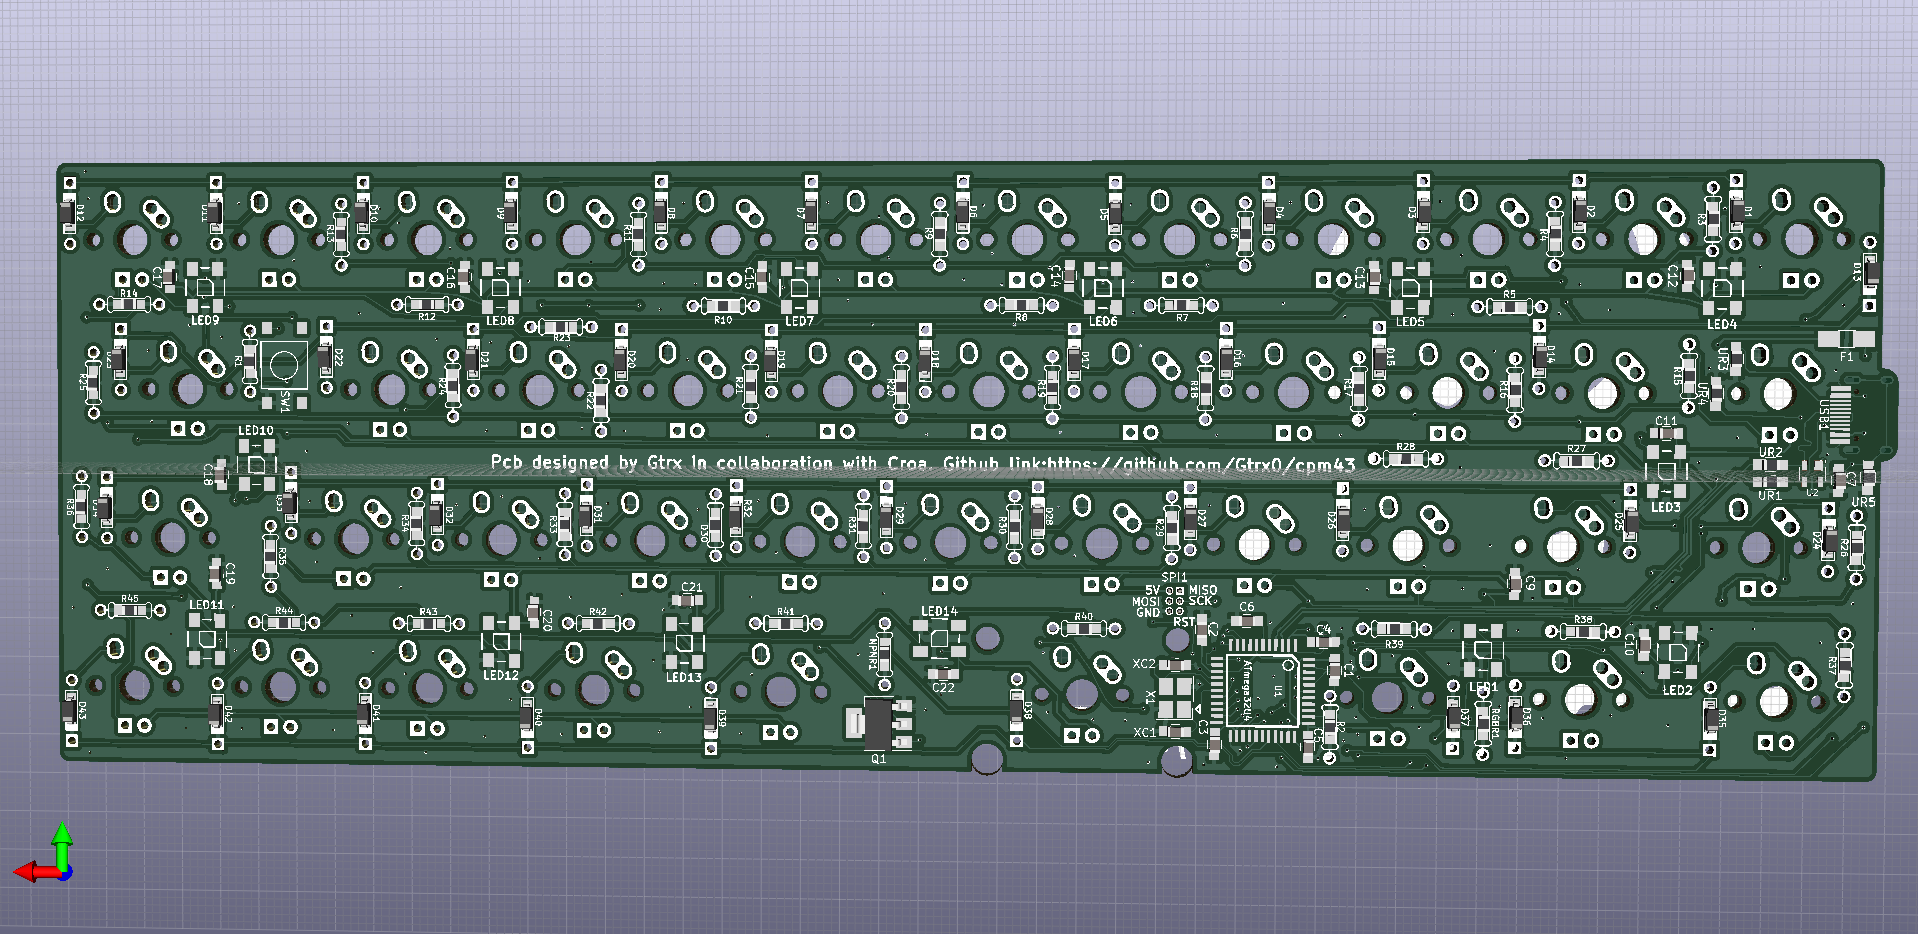 D12 D11 D10 D9 D8 D7 D6 D5 D4 D3 D2 D1
R13 R11 R9 R6 R4 R3
C17 C16 C15 C14 C13 C12 D13
R14 R12 R10 R8 R7 R5
LED9 LED8 LED7 LED6 LED5 LED4
R23
R25 R1 D22 R24 D21 R22 D20 R21 D19 R20 D18 R19 D17 R18 D16 R17 D15 R16 D14 R15 UR3 UR4 F1
SW1 USB1
LED10 C11
R28 R27
Pcb designed by Gtrx in collaboration with Croa Github link:https://github.com/Gtrx0/cpm43
C18 UR2 U2 C7
UR1 UR5
LED3
R36 D33 R34 D32 R33 D31 D30 R32 R31 D29 R30 D28 R29 D27 D26 D25 D24 R26
R35
C19 SPI1 C9
5V MISO
MOSI SCK
GND
RST
C21
LED11 R45 R44 R43 C20 R42 R41 LED14 R40 C2 C6 C4 R39 R38 C10
LED12 LED13 NPNR1 C22 XC2 C1 LED1 LED2 R37
X1 ATmega32U4 U1
D43 D42 D41 D40 D39 D38 C3 C5 R2 D37 RGBR1 D36 D35
Q1 XC1